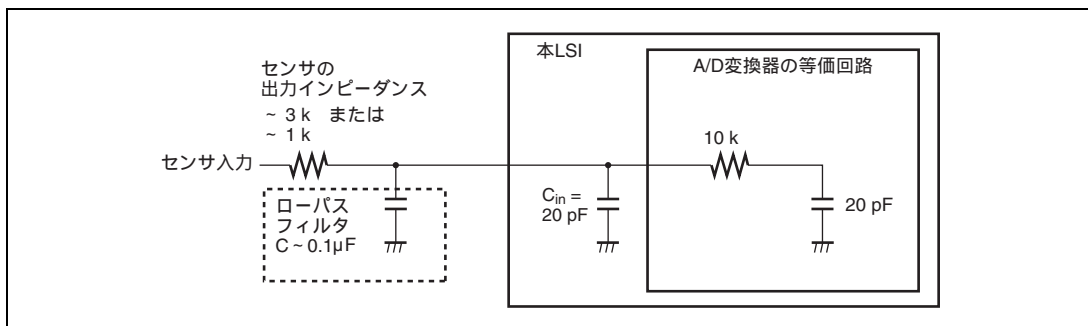 本LSI
A/D変換器の等価回路
センサの
出力インピーダンス
~ 3 k または
~ 1 k
10 k
センサ入力
Cin =
20 pF
20 pF
ローパス
フィルタ
C ~ 0.1μF